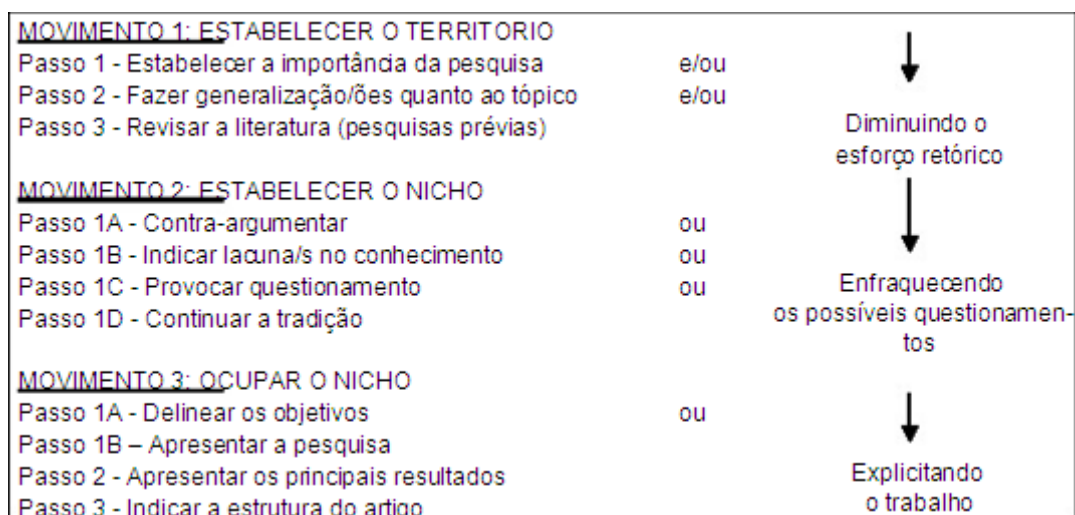 MOVIMENTO 1: ESTABELECER O TERRITORIO
Passo 1 - Estabelecer a importância da pesquisa e/ou
Passo 2 - Fazer generalização/ões quanto ao tópico e/ou
Passo 3 - Revisar a literatura (pesquisas prévias)
Diminuindo o
esforço retórico
MOVIMENTO 2: ESTABELECER O NICHO
Passo 1A - Contra-argumentar ou
Passo 1B - Indicar lacuna/s no conhecimento ou
Passo 1C - Provocar questionamento ou
Passo 1D - Continuar a tradição
Enfraquecendo
os possíveis questionamen-
tos
MOVIMENTO 3: OCUPAR O NICHO
Passo 1A - Delinear os objetivos ou
Passo 1B – Apresentar a pesquisa
Passo 2 - Apresentar os principais resultados
Passo 3 - Indicar a estrutura do artigo
Explicitando
o trabalho